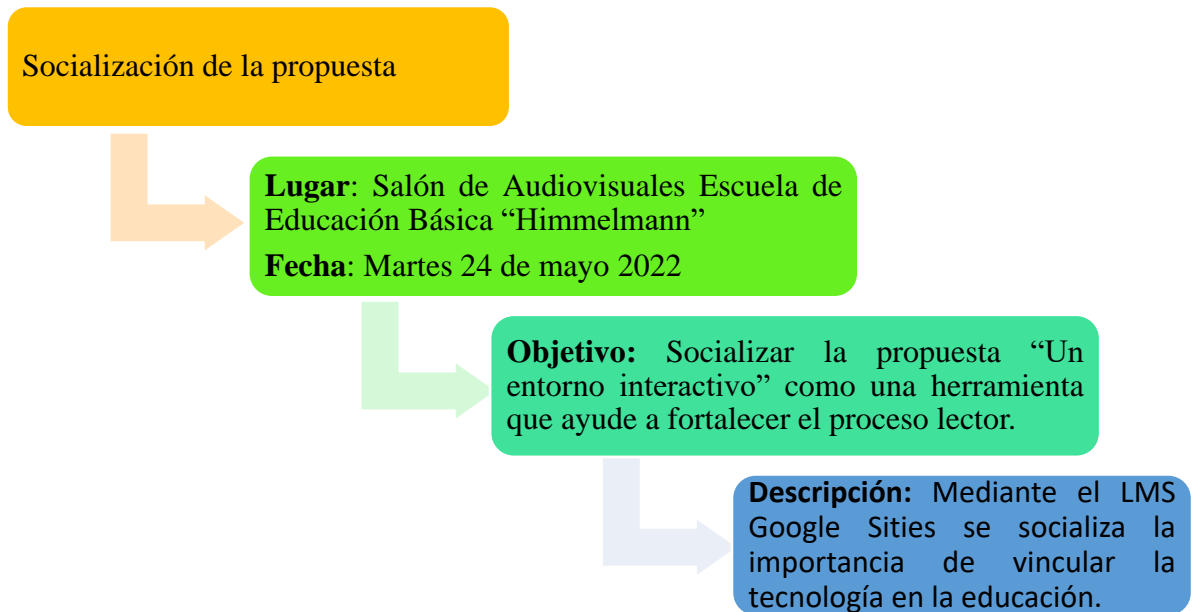 Socialización de la propuesta
Lugar: Salón de Audiovisuales Escuela de
Educación Básica “Himmelmann”
Fecha: Martes 24 de mayo 2022
Objetivo: Socializar la propuesta “Un
entorno interactivo” como una herramienta
que ayude a fortalecer el proceso lector.
Descripción: Mediante el LMS
Google Sities se socializa la
importancia de vincular la
tecnología en la educación.